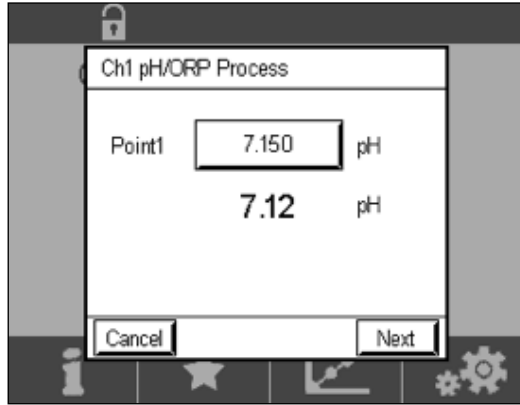 Ch1 pH/ORP Process
Point1 7.150 pH
7.12 pH
Cancel Next